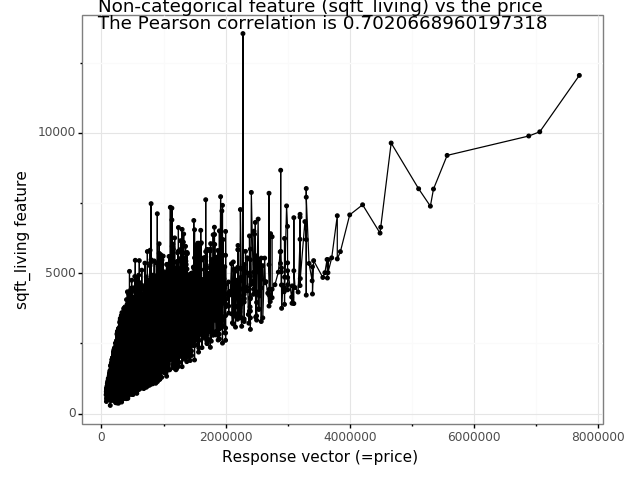 Non-categorical feature (sqft_living) vs the price
The Pearson correlation is 0.7020668960197318
10000
5000
0
sqft_living feature
0 2000000 4000000 6000000 8000000
Response vector (=price)